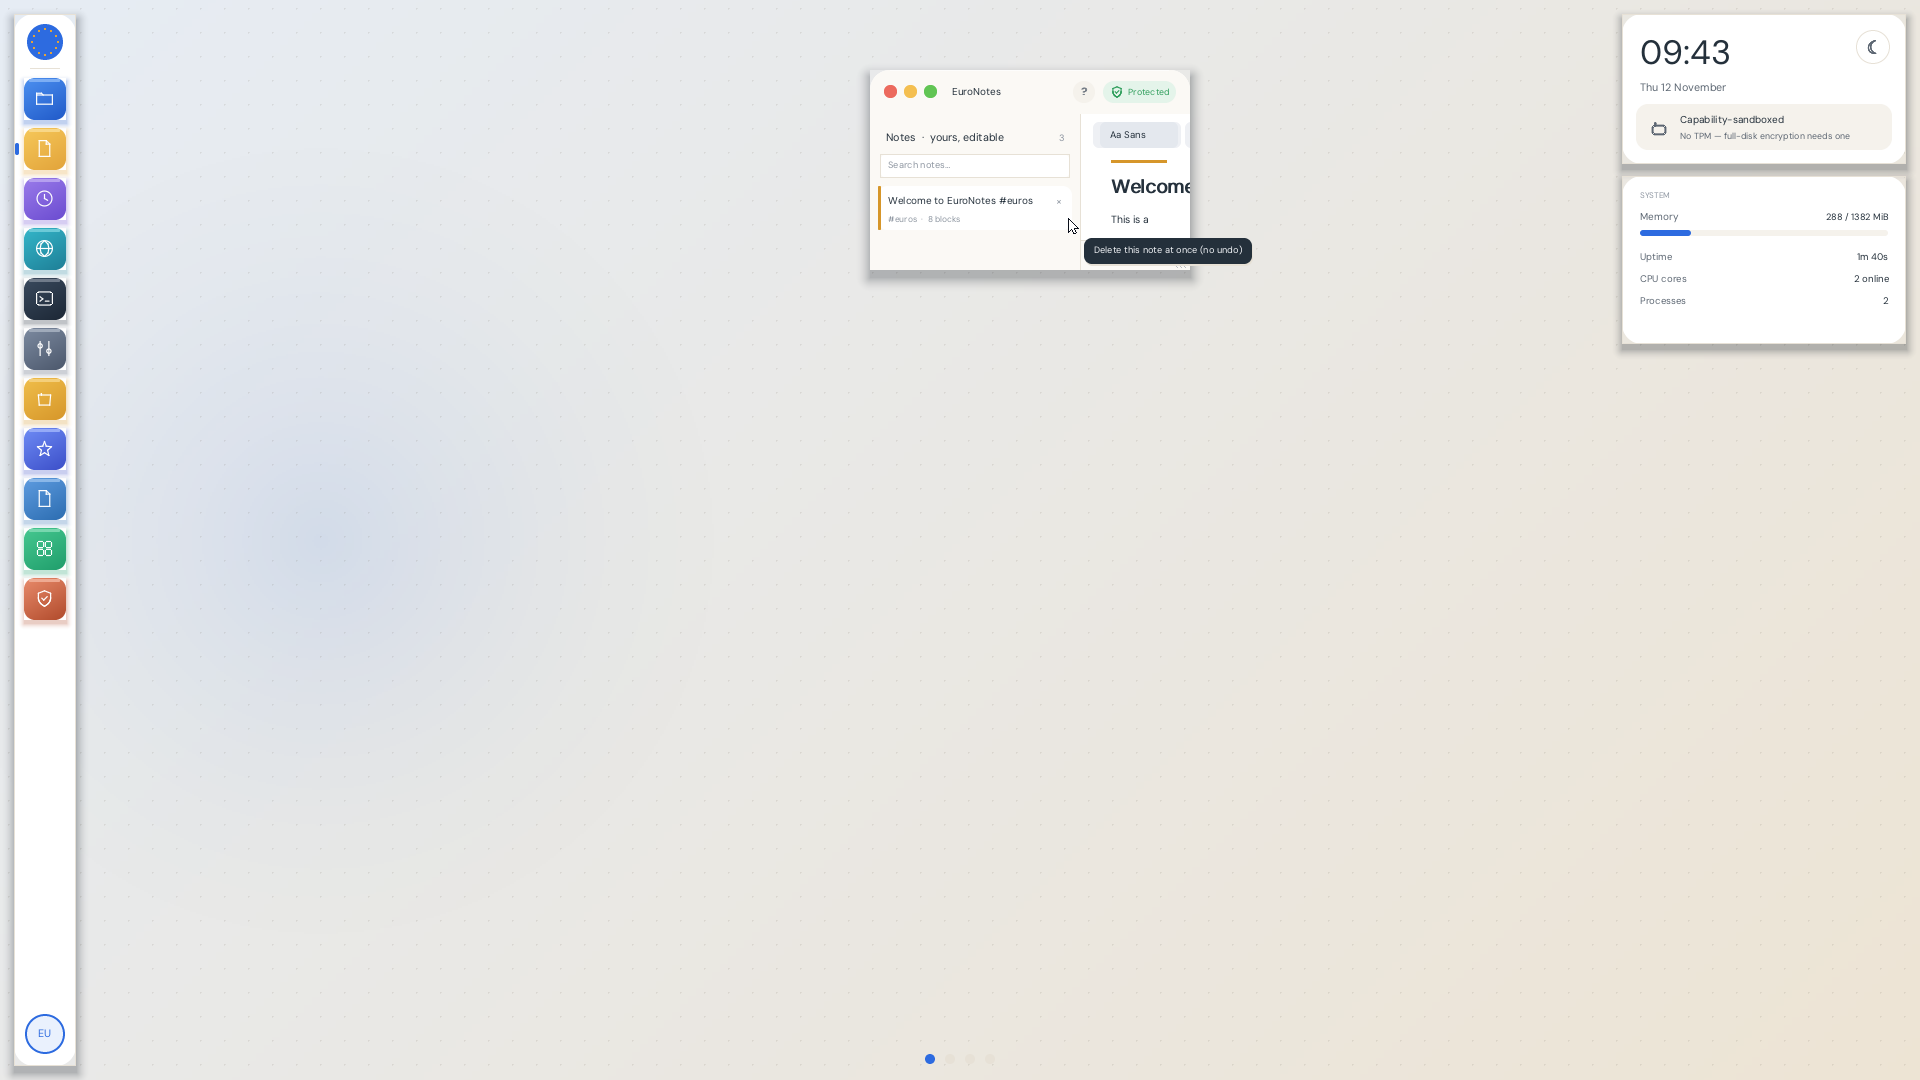 09:43
Thu 12 November
Capability-sandboxed
No TPM — full-disk encryption needs one
SYSTEM
Memory 288 / 1382 MiB
Uptime 1m 40s
CPU cores 2 online
Processes 2
EuroNotes ? Protected
Notes · yours, editable 3
Search notes...
Welcome to EuroNotes #euros ×
#euros · 8 blocks
Aa Sans
Welcome
This is a
Delete this note at once (no undo)
EU